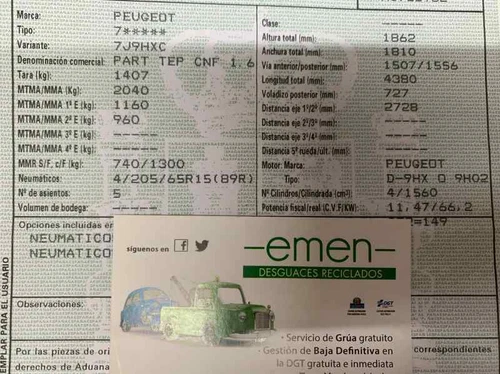 Marca: PEUGEOT
Tipo: 7*****
Variante: 7J9HXC
Denominación comercial: PART TEP CNF 1.6
Tara (kg): 1407
MTMA/MMA (Kg): 2040
MTMA/MMA 1º E (kg): 1160
MTMA/MMA 2º E (kg): 960
MTMA/MMA 3º E (kg): -----
MTMA/MMA 4º E (kg): -----
MMR S/F. c/F (kg): 740/1300
Neumáticos: 4/205/65R15(89R)
Nº de asientos: 5
Volumen de bodega: -----
Clase: -----
Altura total (mm): 1862
Anchura total (mm): 1810
Vía anterior/posterior (mm): 1507/1556
Longitud total (mm): 4380
Voladizo posterior (mm): 727
Distancia eje 1º/2º (mm): 2728
Distancia eje 2º/3º (mm): -----
Distancia eje 3º/4º (mm): -----
Distancia 5ª rueda/ult. (mm): -----
Motor: Marca: PEUGEOT
Tipo: D-9HX O 9HO2
Nº Cilindros/Cilindrada (cm³): 4/1560
Potencia fiscal/real (C.V.F/KW): 11,47/66,2
=149
Opciones incluidas en
NEUMATICO
NEUMATICO
síguenos en
-emen-
DESGUACES RECICLADOS
DGT
· Servicio de Grúa gratuito
· Gestión de Baja Definitiva en
la DGT gratuita e inmediata
Observaciones:
Por las piezas de ori
correspondientes
derechos de Aduana
EMPLAR PARA EL USUARIO